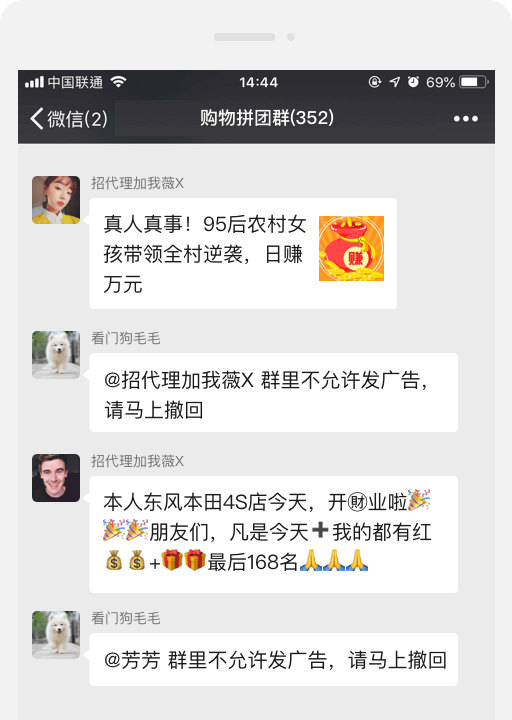 中国联通 14:44 69%
微信(2) 购物拼团群(352)
招代理加我薇X
真人真事！95后农村女
孩带领全村逆袭，日赚
万元
赚
看门狗毛毛
@招代理加我薇X 群里不允许发广告，
请马上撤回
招代理加我薇X
本人东风本田4S店今天，开㊖业啦🎉
🎉🎉朋友们，凡是今天➕我的都有红
💰💰+🎁🎁最后168名🙏🙏🙏
看门狗毛毛
@芳芳 群里不允许发广告，请马上撤回